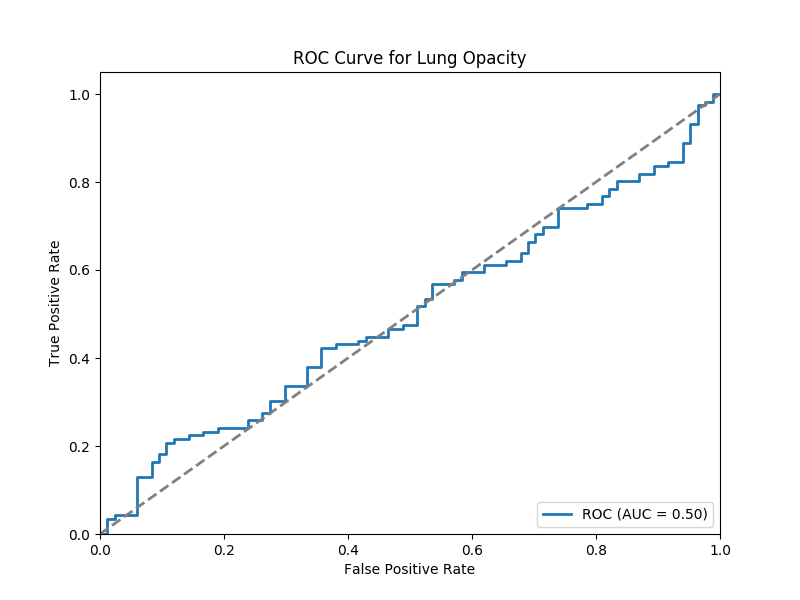 ROC Curve for Lung Opacity
True Positive Rate
1.0
0.8
0.6
0.4
0.2
0.0
0.0 0.2 0.4 0.6 0.8 1.0
False Positive Rate
ROC (AUC = 0.50)